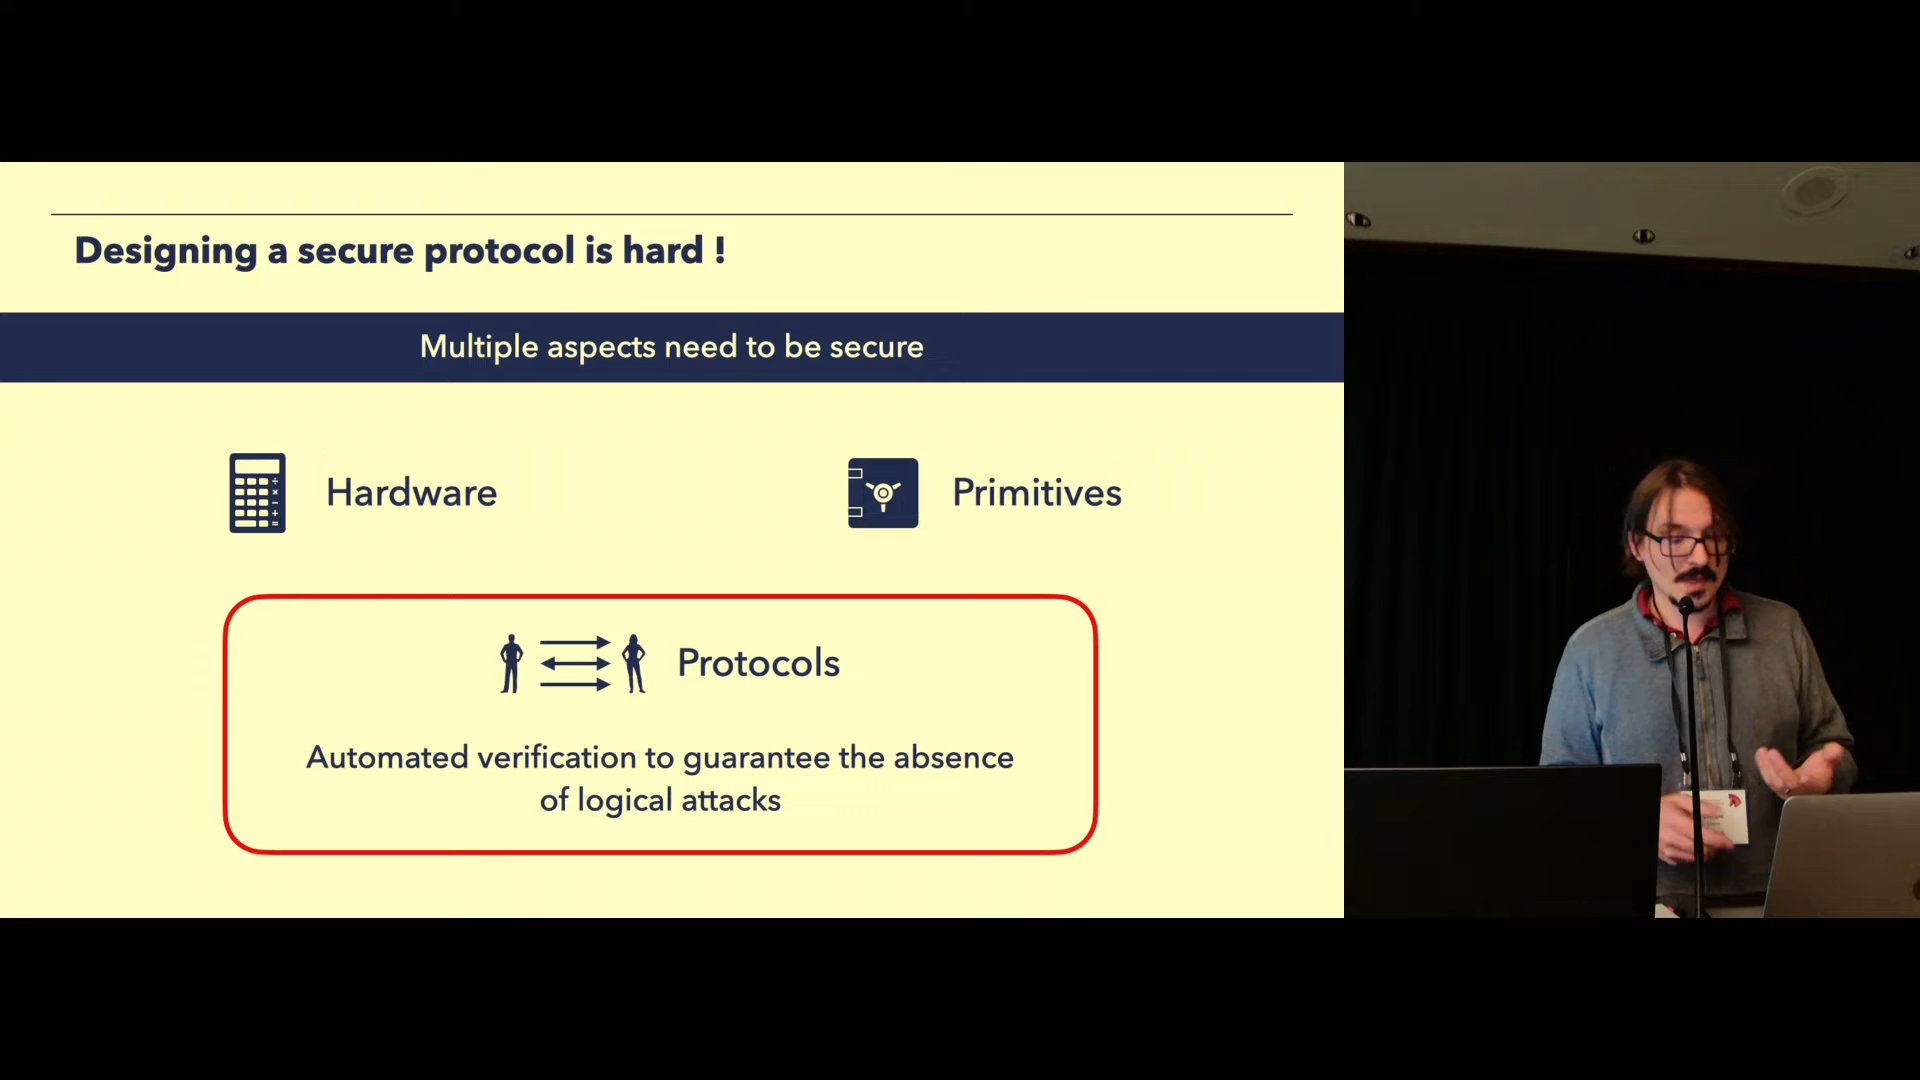 Designing a secure protocol is hard !
Multiple aspects need to be secure
Hardware
Primitives
Protocols
Automated verification to guarantee the absence
of logical attacks